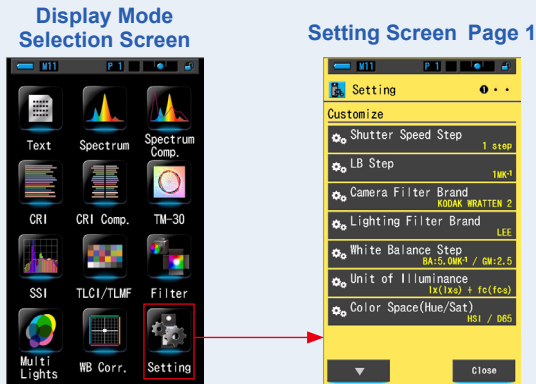 Display Mode
Selection Screen
M11 P 1
Text Spectrum Spectrum Comp.
CRI CRI Comp. TM-30
SSI TLCI/TLMF Filter
Multi Lights WB Corr. Setting
Setting Screen Page 1
M11 P 1
Setting
Customize
Shutter Speed Step
1 step
LB Step
1MK-1
Camera Filter Brand
KODAK WRATTEN 2
Lighting Filter Brand
LEE
White Balance Step
BA:5.0MK-1 / GM:2.5
Unit of Illuminance
lx(lxs) + fc(fcs)
Color Space(Hue/Sat)
HSI / D65
Close